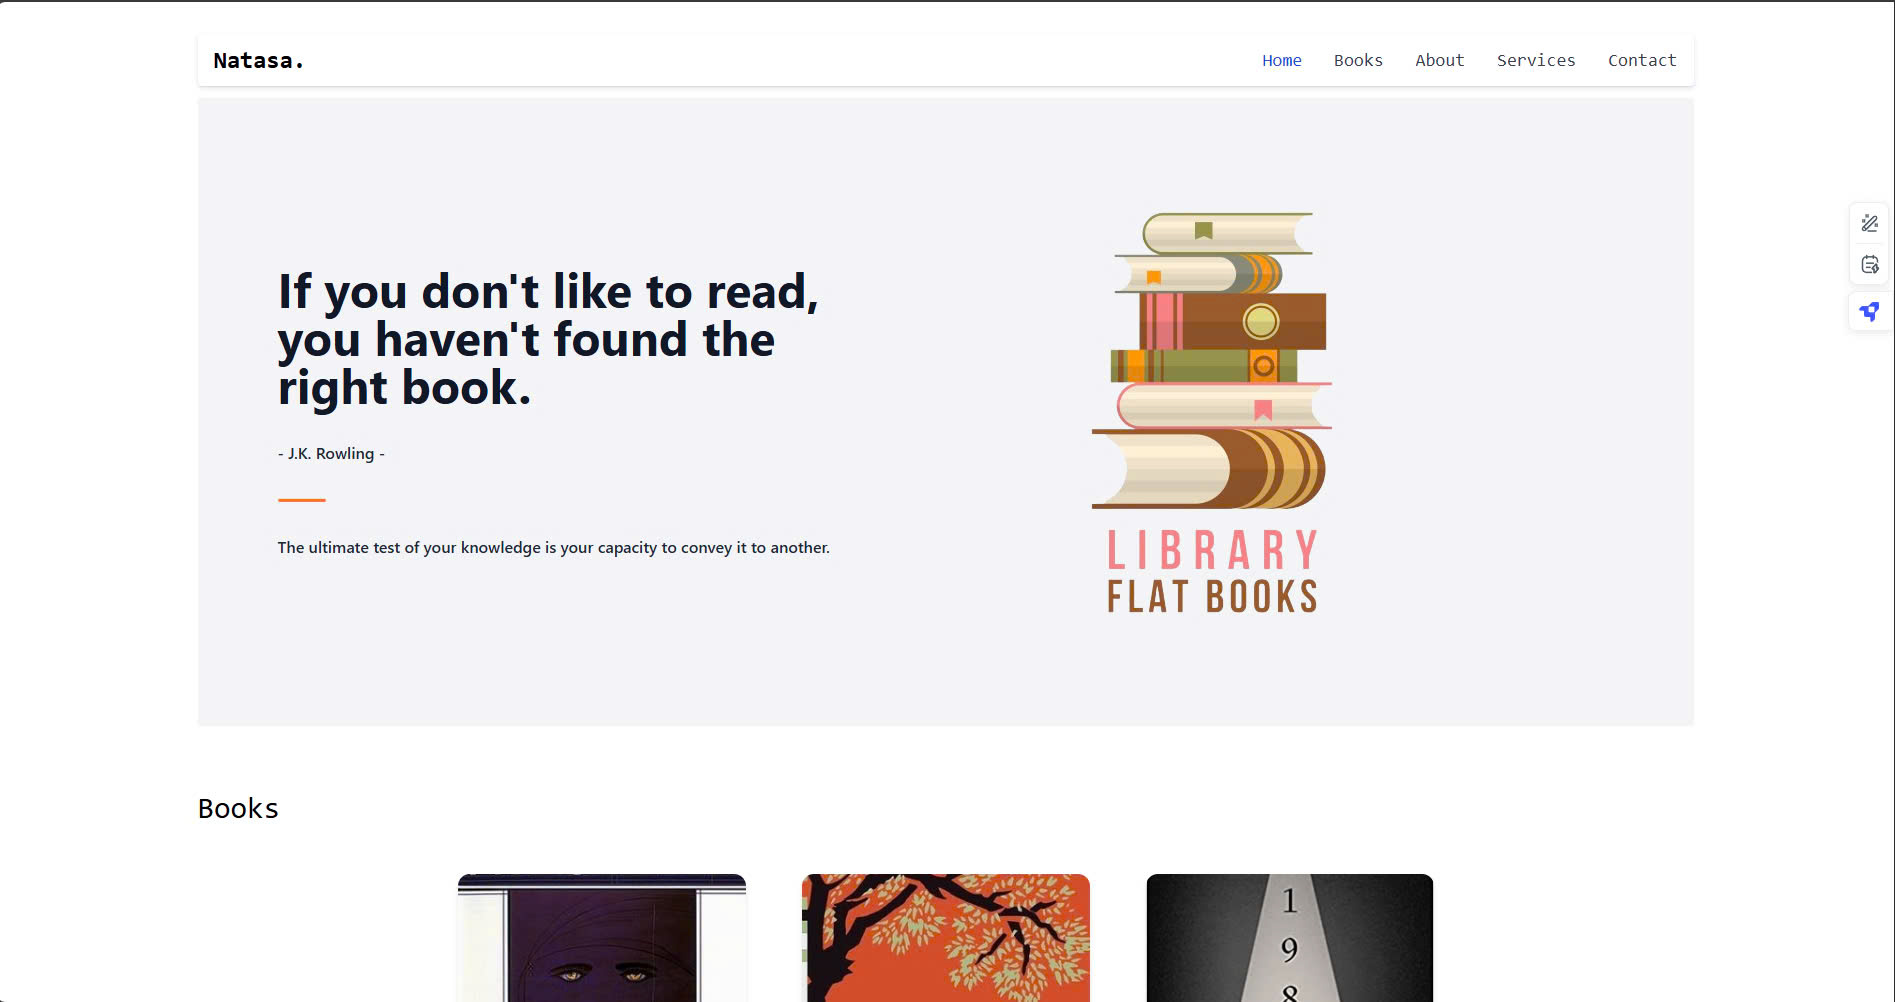 Natasa.
Home Books About Services Contact
If you don't like to read,
you haven't found the
right book.
- J.K. Rowling -
The ultimate test of your knowledge is your capacity to convey it to another.
LIBRARY
FLAT BOOKS
Books
1
9
8